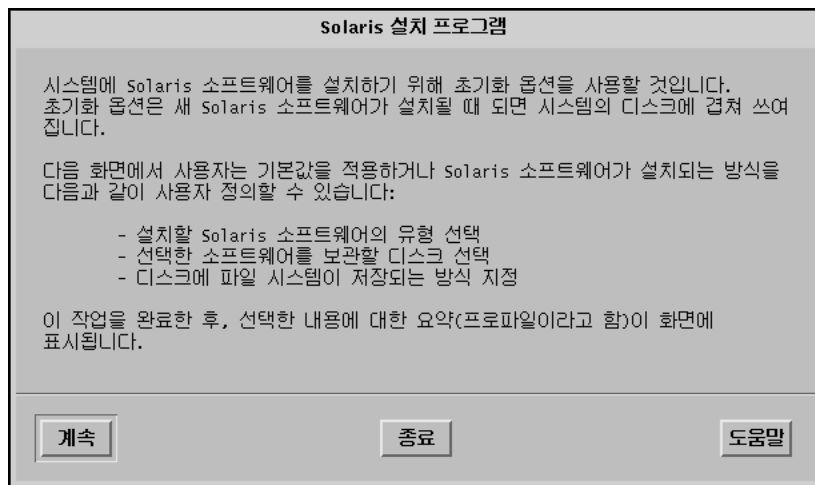 Solaris 설치 프로그램
시스템에 Solaris 소프트웨어를 설치하기 위해 초기화 옵션을 사용할 것입니다.
초기화 옵션은 새 Solaris 소프트웨어가 설치될 때 되면 시스템의 디스크에 겹쳐 쓰여
집니다.
다음 화면에서 사용자는 기본값을 적용하거나 Solaris 소프트웨어가 설치되는 방식을
다음과 같이 사용자 정의할 수 있습니다:
- 설치할 Solaris 소프트웨어의 유형 선택
- 선택한 소프트웨어를 보관할 디스크 선택
- 디스크에 파일 시스템이 저장되는 방식 지정
이 작업을 완료한 후, 선택한 내용에 대한 요약(프로파일이라고 함)이 화면에
표시됩니다.
계속
종료
도움말